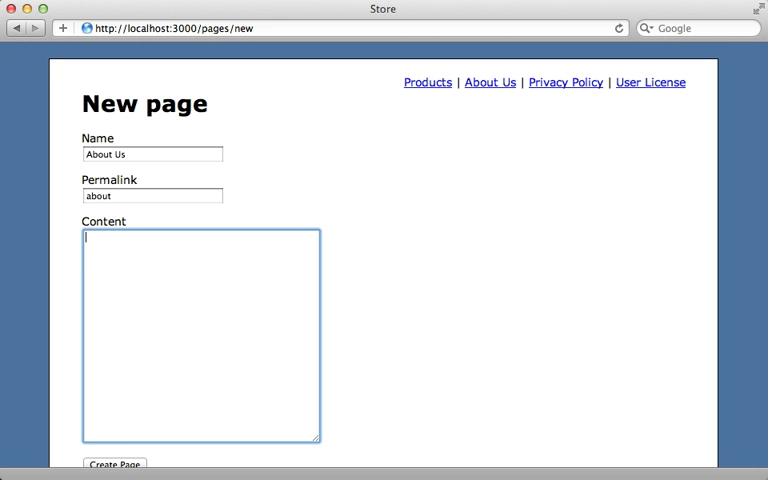 Store
http://localhost:3000/pages/new
Google
Products | About Us | Privacy Policy | User License
New page
Name
About Us
Permalink
about
Content
Create Page